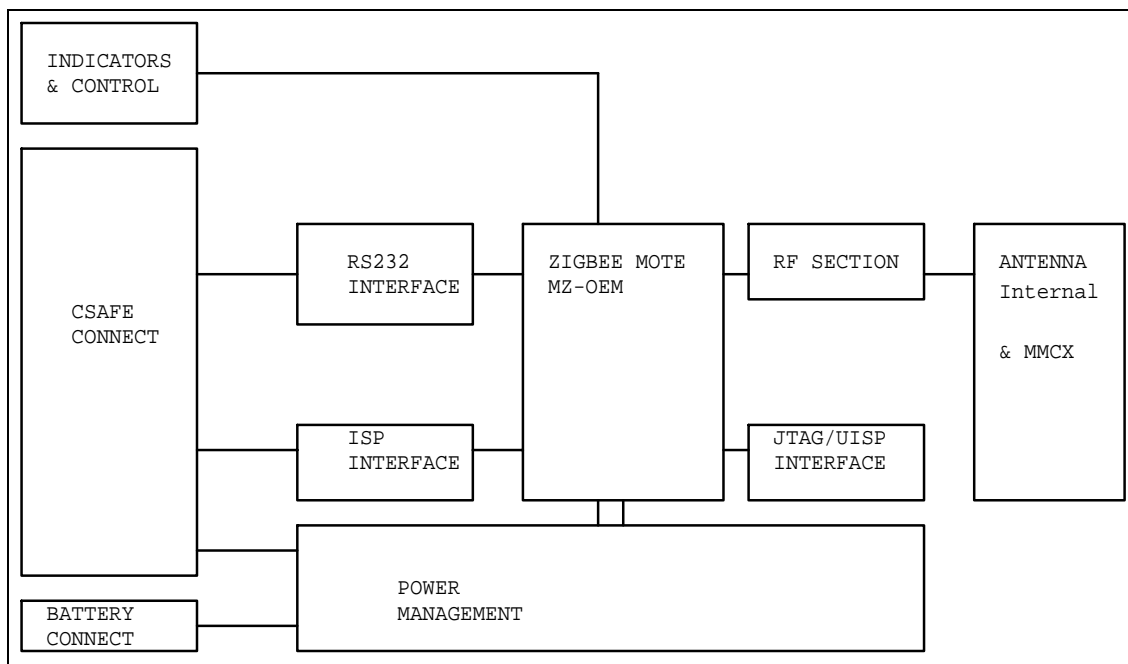 INDICATORS
& CONTROL
RS232
INTERFACE
ZIGBEE MOTE
MZ-OEM
RF SECTION
ANTENNA
Internal
& MMCX
CSAFE
CONNECT
ISP
INTERFACE
JTAG/UISP
INTERFACE
POWER
MANAGEMENT
BATTERY
CONNECT